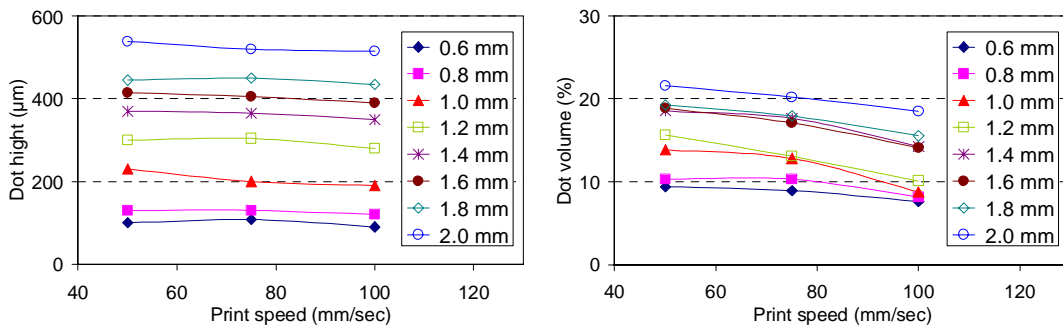 600
400
200
0
40
60
80
100
120
Dot hight (µm)
Print speed (mm/sec)
0.6 mm
0.8 mm
1.0 mm
1.2 mm
1.4 mm
1.6 mm
1.8 mm
2.0 mm
30
20
10
0
40
60
80
100
120
Dot volume (%)
Print speed (mm/sec)
0.6 mm
0.8 mm
1.0 mm
1.2 mm
1.4 mm
1.6 mm
1.8 mm
2.0 mm